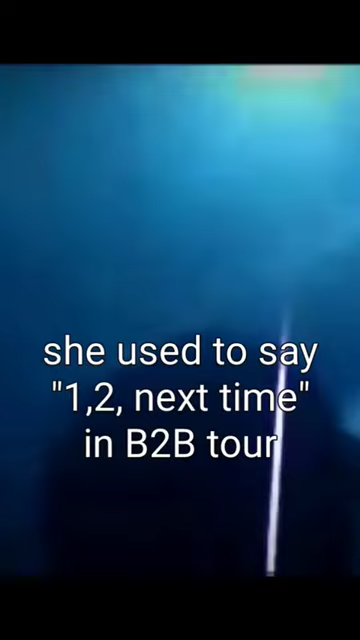 she used to say
"1,2, next time"
in B2B tour